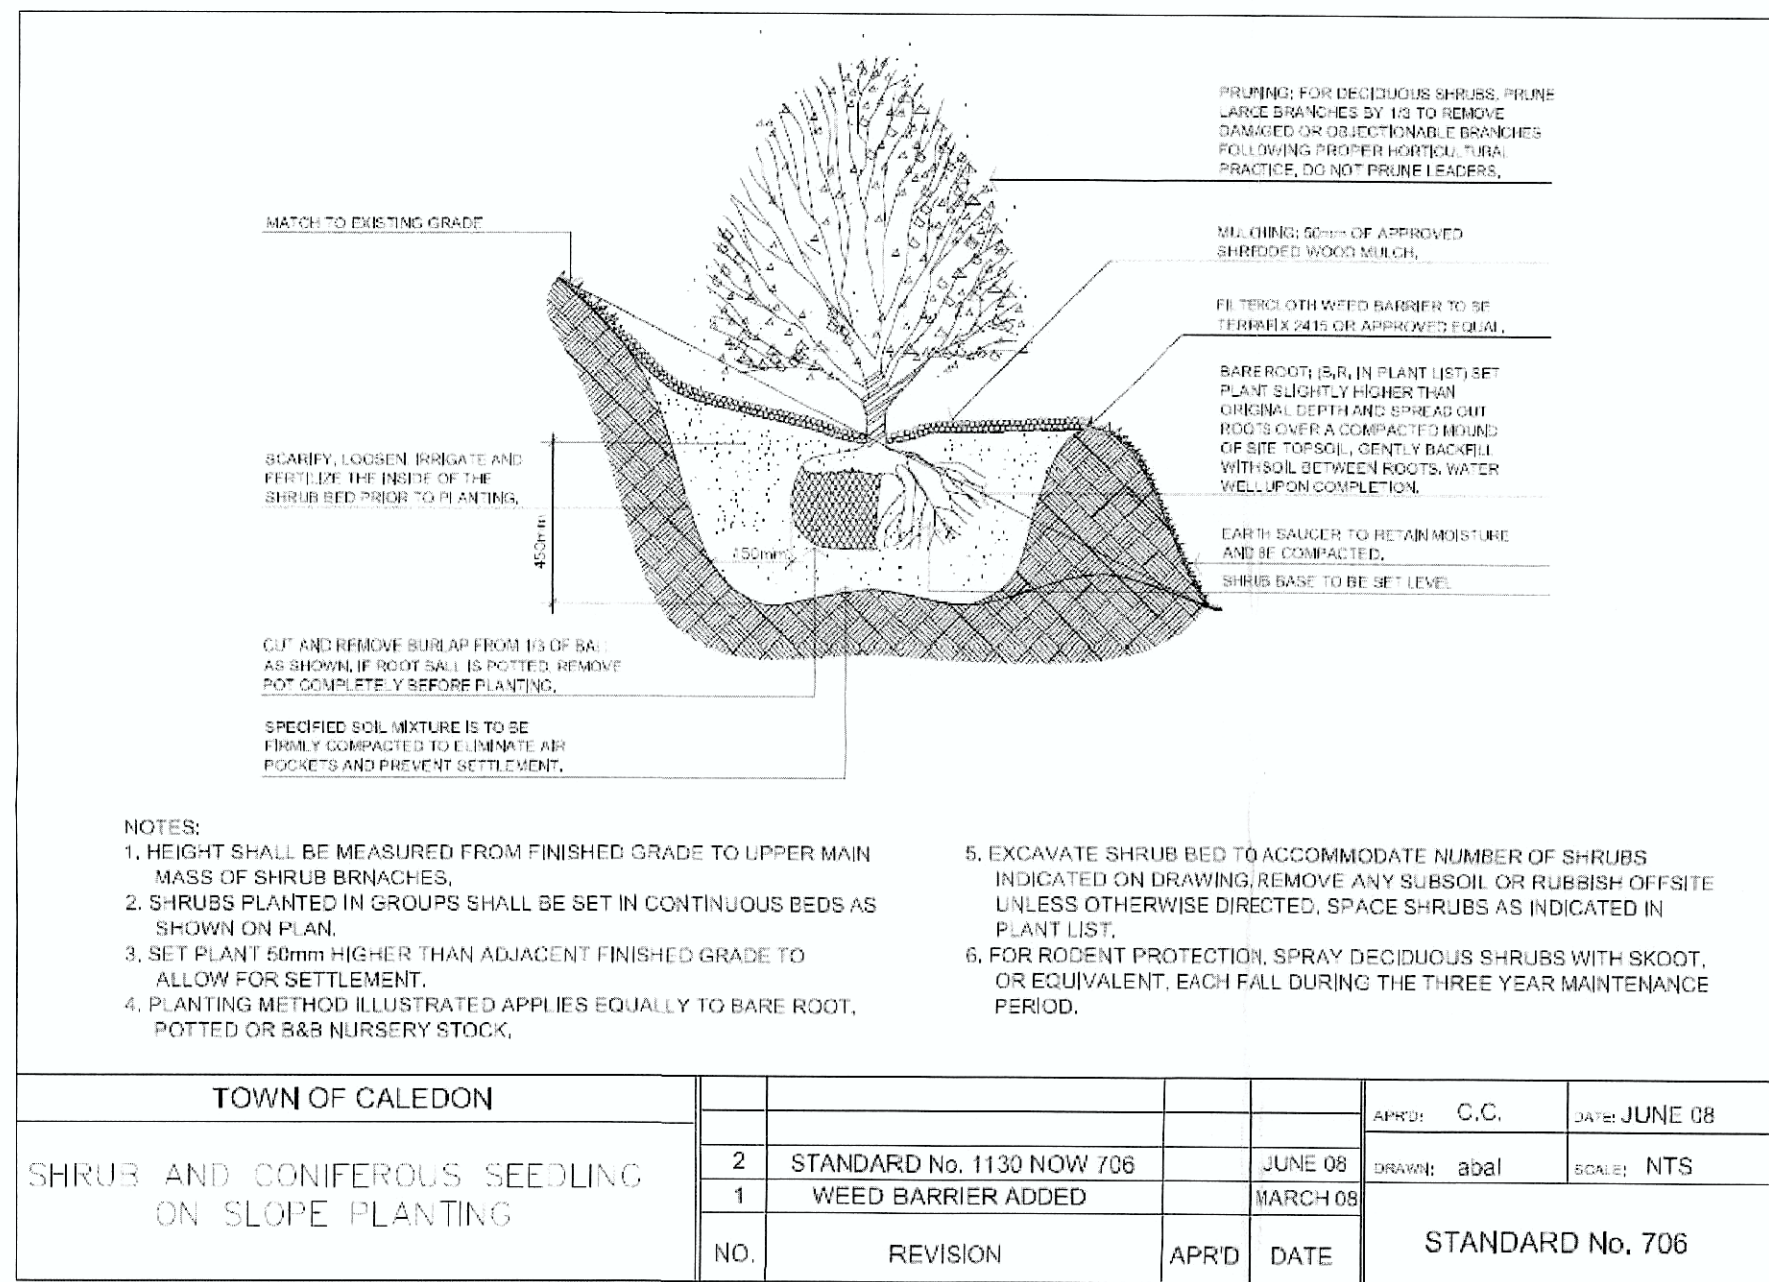 PRUNING; FOR DECIDUOUS SHRUBS, PRUNE
LARGE BRANCHES BY 1/3 TO REMOVE
DAMAGED OR OBJECTIONABLE BRANCHES
FOLLOWING PROPER HORTICULTURAL
PRACTICE, DO NOT PRUNE LEADERS.
MATCH TO EXISTING GRADE
MULCHING; 50mm OF APPROVED
SHREDDED WOOD MULCH.
FILTERCLOTH WEED BARRIER TO BE
TERRAFIX 2415 OR APPROVED EQUAL.
BAREROOT; (B.R. IN PLANT LIST) SET
PLANT SLIGHTLY HIGHER THAN
ORIGINAL DEPTH AND SPREAD OUT
ROOTS OVER A COMPACTED MOUND
OF SITE TOPSOIL, GENTLY BACKFILL
WITH SOIL BETWEEN ROOTS. WATER
WELL UPON COMPLETION.
SCARIFY, LOOSEN, IRRIGATE AND
FERTILIZE THE INSIDE OF THE
SHRUB BED PRIOR TO PLANTING.
450mm
150mm
EARTH SAUCER TO RETAIN MOISTURE
AND BE COMPACTED.
SHRUB BASE TO BE SET LEVEL
CUT AND REMOVE BURLAP FROM 1/3 OF BALL
AS SHOWN. IF ROOT BALL IS POTTED, REMOVE
POT COMPLETELY BEFORE PLANTING.
SPECIFIED SOIL MIXTURE IS TO BE
FIRMLY COMPACTED TO ELIMINATE AIR
POCKETS AND PREVENT SETTLEMENT.
NOTES:
1. HEIGHT SHALL BE MEASURED FROM FINISHED GRADE TO UPPER MAIN
MASS OF SHRUB BRNACHES.
2. SHRUBS PLANTED IN GROUPS SHALL BE SET IN CONTINUOUS BEDS AS
SHOWN ON PLAN.
3. SET PLANT 50mm HIGHER THAN ADJACENT FINISHED GRADE TO
ALLOW FOR SETTLEMENT.
4. PLANTING METHOD ILLUSTRATED APPLIES EQUALLY TO BARE ROOT,
POTTED OR B&B NURSERY STOCK.
5. EXCAVATE SHRUB BED TO ACCOMMODATE NUMBER OF SHRUBS
INDICATED ON DRAWING, REMOVE ANY SUBSOIL OR RUBBISH OFFSITE
UNLESS OTHERWISE DIRECTED. SPACE SHRUBS AS INDICATED IN
PLANT LIST.
6. FOR RODENT PROTECTION, SPRAY DECIDUOUS SHRUBS WITH SKOOT,
OR EQUIVALENT, EACH FALL DURING THE THREE YEAR MAINTENANCE
PERIOD.
TOWN OF CALEDON
SHRUB AND CONIFEROUS SEEDLING
ON SLOPE PLANTING
2 STANDARD No. 1130 NOW 706 JUNE 08
1 WEED BARRIER ADDED MARCH 08
NO. REVISION APR'D DATE
APR'D: C.C. DATE: JUNE 08
DRAWN: abal SCALE: NTS
STANDARD No. 706